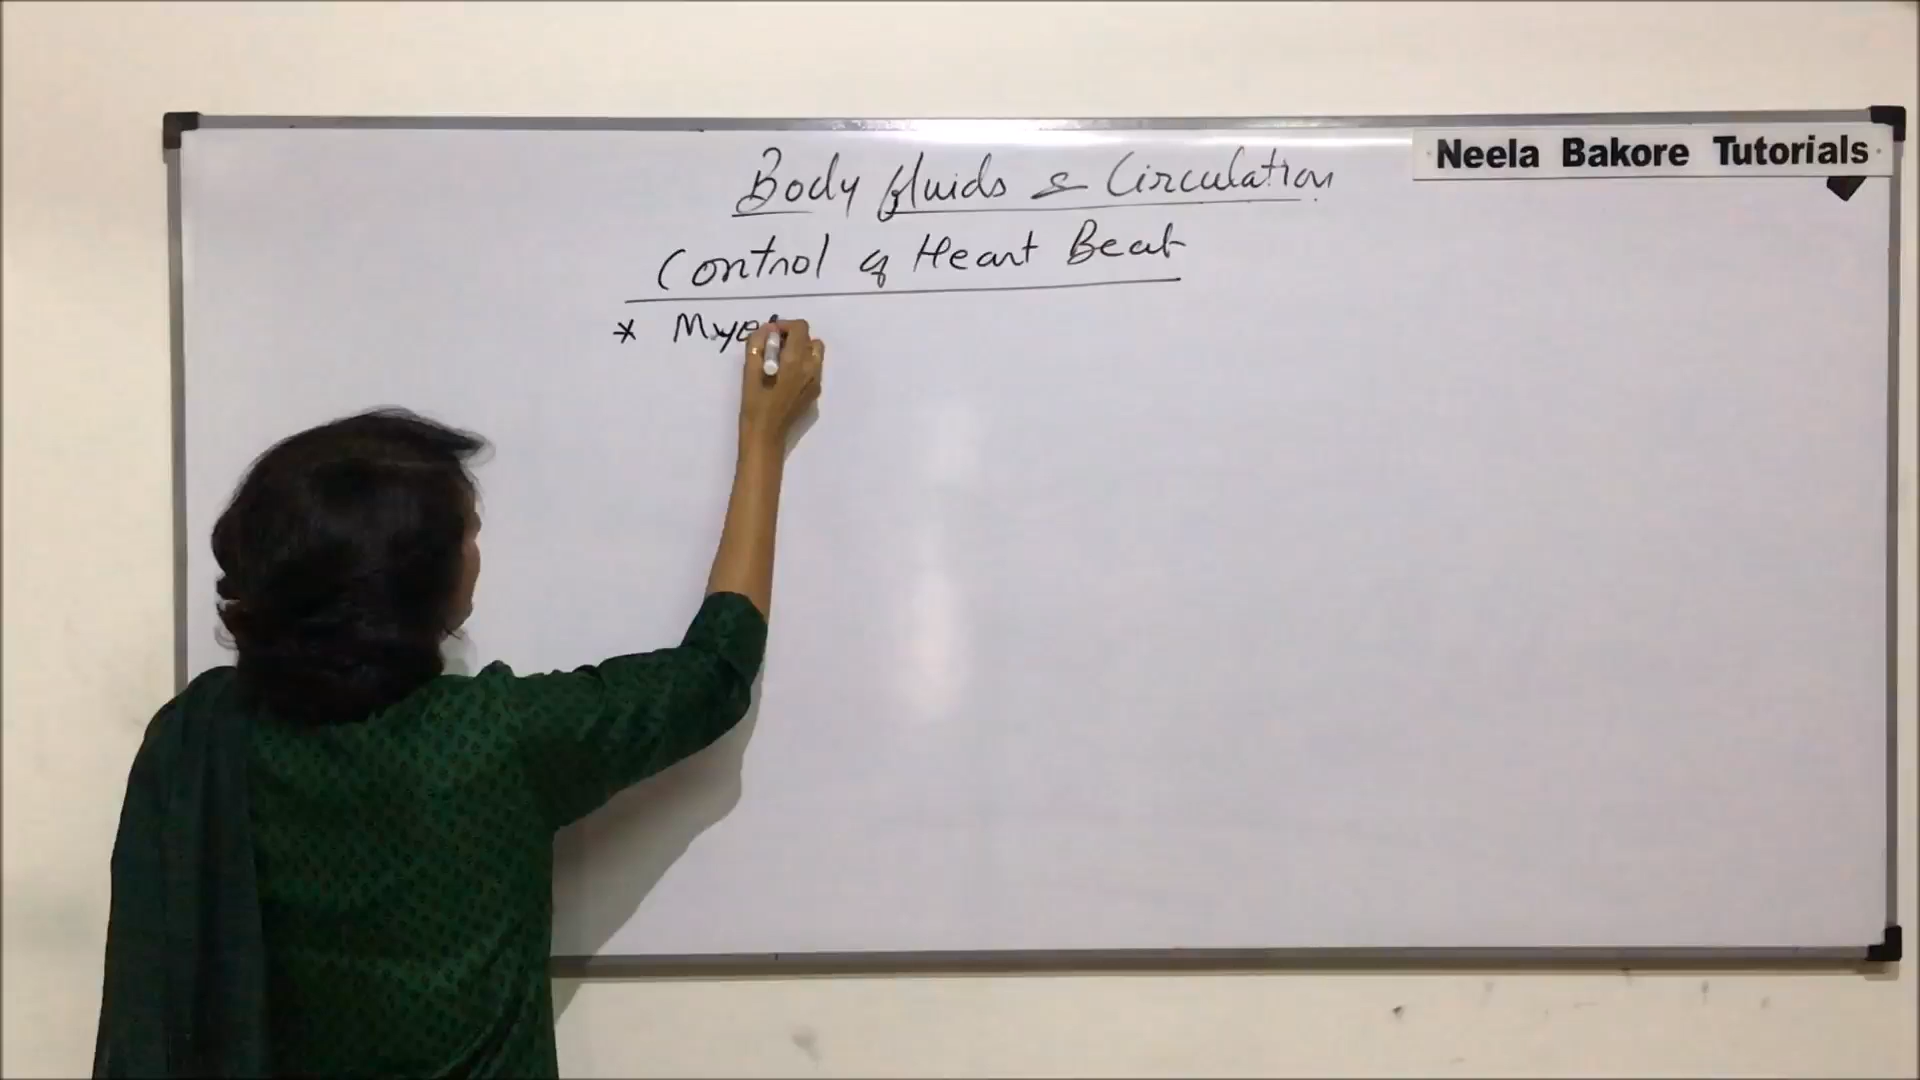 Neela Bakore Tutorials
Body fluids & Circulation
Control of Heart Beat
* Myo